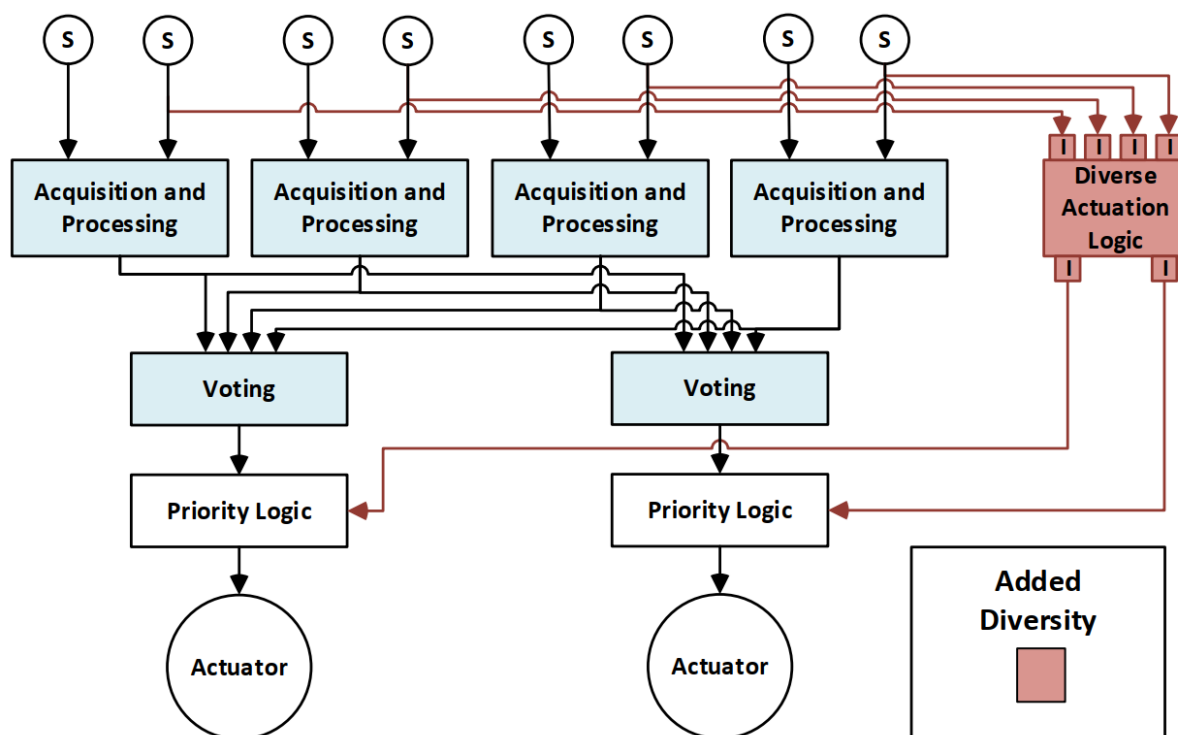 S S S S S S S S
I I I I
Acquisition and
Processing
Acquisition and
Processing
Acquisition and
Processing
Acquisition and
Processing
Diverse
Actuation
Logic
I I
Voting
Voting
Priority Logic
Priority Logic
Actuator
Actuator
Added
Diversity